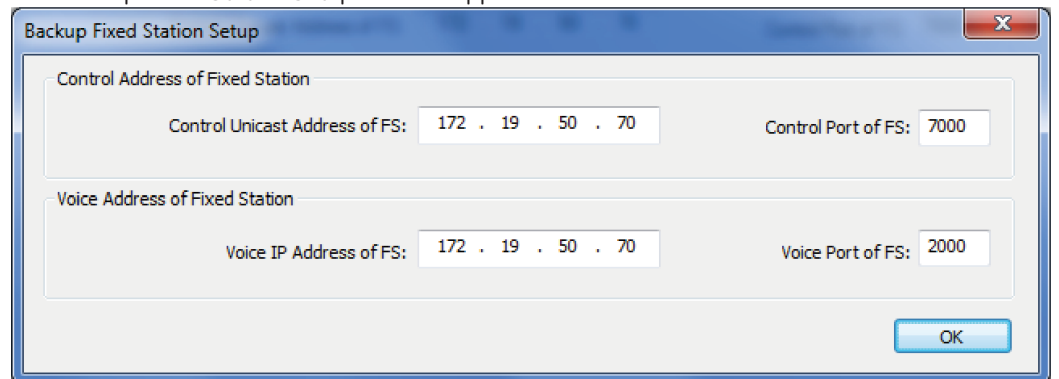 Backup Fixed Station Setup
Control Address of Fixed Station
Control Unicast Address of FS: 172 . 19 . 50 . 70 Control Port of FS: 7000
Voice Address of Fixed Station
Voice IP Address of FS: 172 . 19 . 50 . 70 Voice Port of FS: 2000
OK